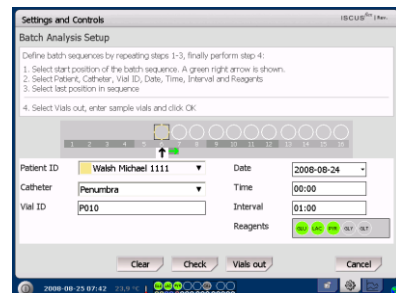 Settings and Controls
ISCUS
Batch Analysis Setup
Define batch sequences by repeating steps 1-3, finally perform step 4:
1. Select start position of the batch sequence. A green right arrow is shown.
2. Select Patient, Catheter, Vial ID, Date, Time, Interval and Reagents
3. Select last position in sequence
4. Select Vials out, enter sample vials and click OK
1 2 3 4 5 6 7 8 9 10 11 12 13 14 15 16
Patient ID Walsh Michael 1111 Date 2008-08-24
Catheter Penumbra Time 00:00
Vial ID P010 Interval 01:00
Reagents GLU LAC PYR GLY GLT
Clear Check Vials out Cancel
2008-08-25 07:42 23,9 °C